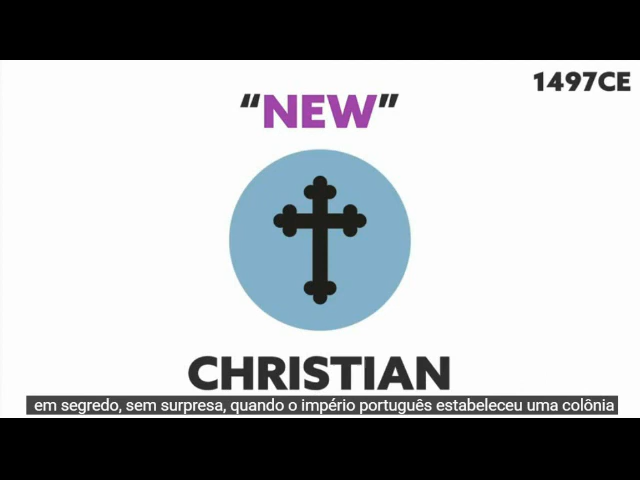 1497CE
“NEW”
CHRISTIAN
em segredo, sem surpresa, quando o império português estabeleceu uma colônia